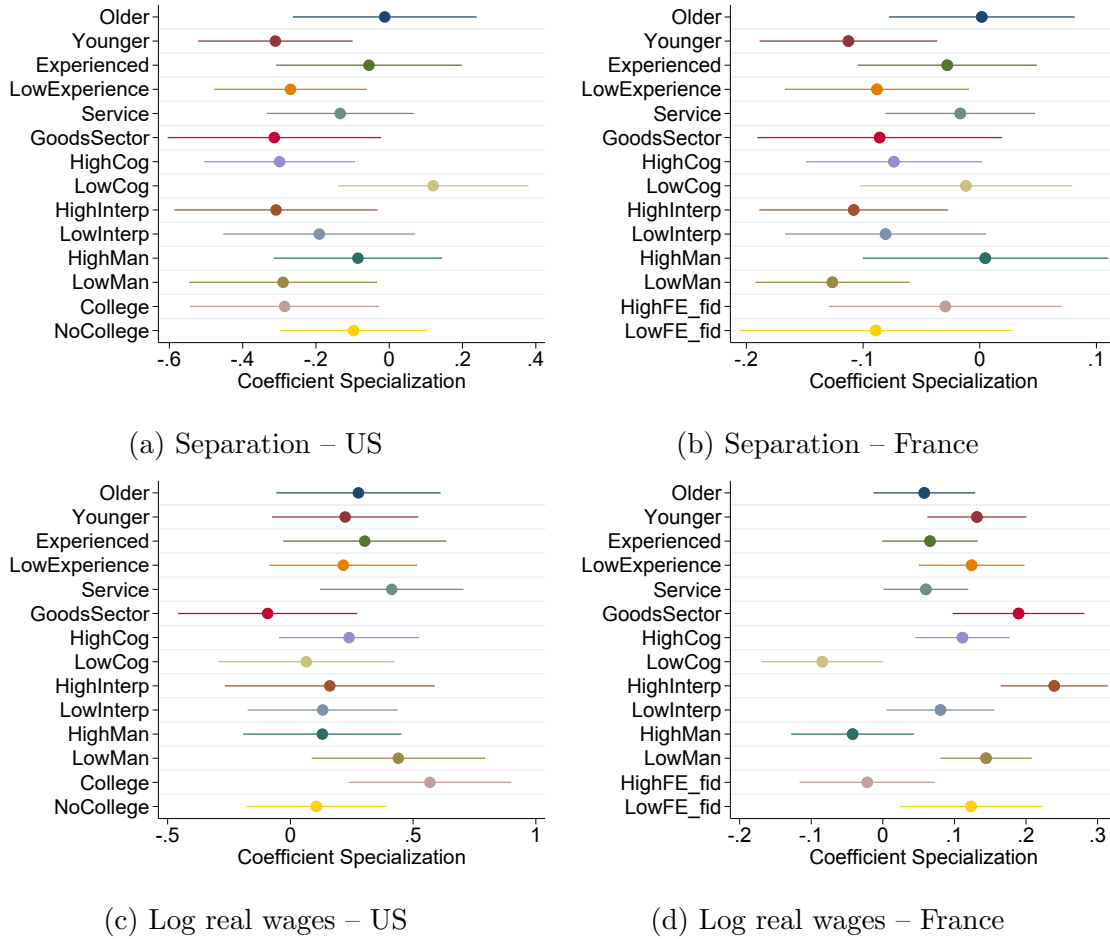 Older
Younger
Experienced
LowExperience
Service
GoodsSector
HighCog
LowCog
HighInterp
LowInterp
HighMan
LowMan
College
NoCollege
-.6 -.4 -.2 0 .2 .4
Coefficient Specialization
(a) Separation – US
Older
Younger
Experienced
LowExperience
Service
GoodsSector
HighCog
LowCog
HighInterp
LowInterp
HighMan
LowMan
HighFE_fid
LowFE_fid
-.2 -.1 0 .1
Coefficient Specialization
(b) Separation – France
Older
Younger
Experienced
LowExperience
Service
GoodsSector
HighCog
LowCog
HighInterp
LowInterp
HighMan
LowMan
College
NoCollege
-.5 0 .5 1
Coefficient Specialization
(c) Log real wages – US
Older
Younger
Experienced
LowExperience
Service
GoodsSector
HighCog
LowCog
HighInterp
LowInterp
HighMan
LowMan
HighFE_fid
LowFE_fid
-.2 -.1 0 .1 .2 .3
Coefficient Specialization
(d) Log real wages – France